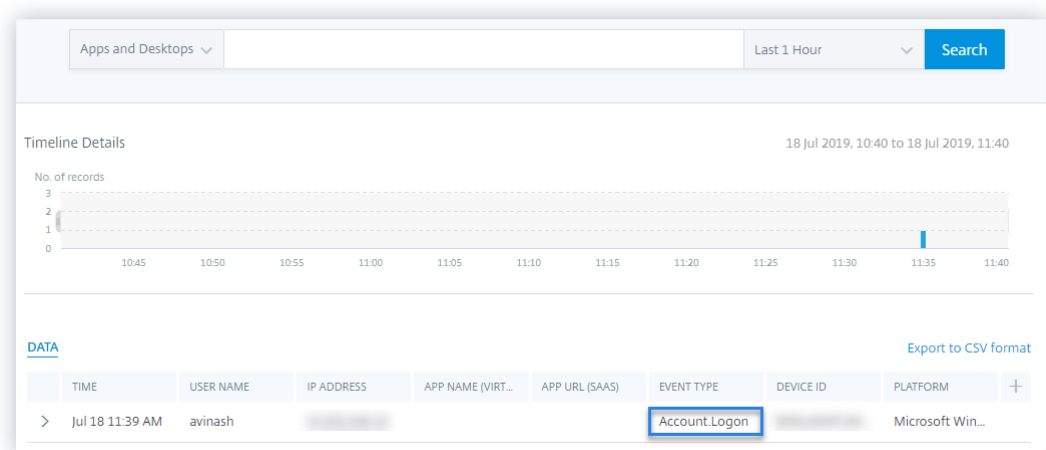 Apps and Desktops
Last 1 Hour
Search
Timeline Details
18 Jul 2019, 10:40 to 18 Jul 2019, 11:40
No. of records
3
2
1
0
10:45 10:50 10:55 11:00 11:05 11:10 11:15 11:20 11:25 11:30 11:35 11:40
DATA
Export to CSV format
TIME USER NAME IP ADDRESS APP NAME (VIRT... APP URL (SAAS) EVENT TYPE DEVICE ID PLATFORM
Jul 18 11:39 AM avinash Account.Logon Microsoft Win...